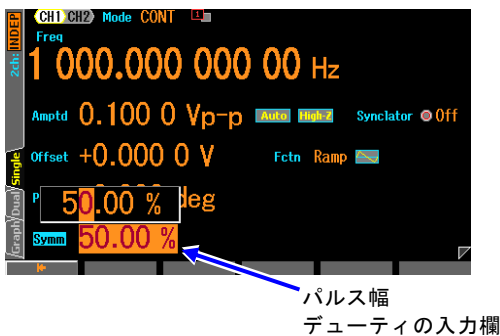 CH1 CH2 Mode CONT 1
2ch: INDEP
Freq
1 000.000 000 00 Hz
Amptd 0.100 0 Vp-p Auto High-Z Synclator Off
Offset +0.000 0 V Fctn Ramp
P deg
50.00 %
Symm 50.00 %
/Graph/Dual/Single
パルス幅
デューティの入力欄